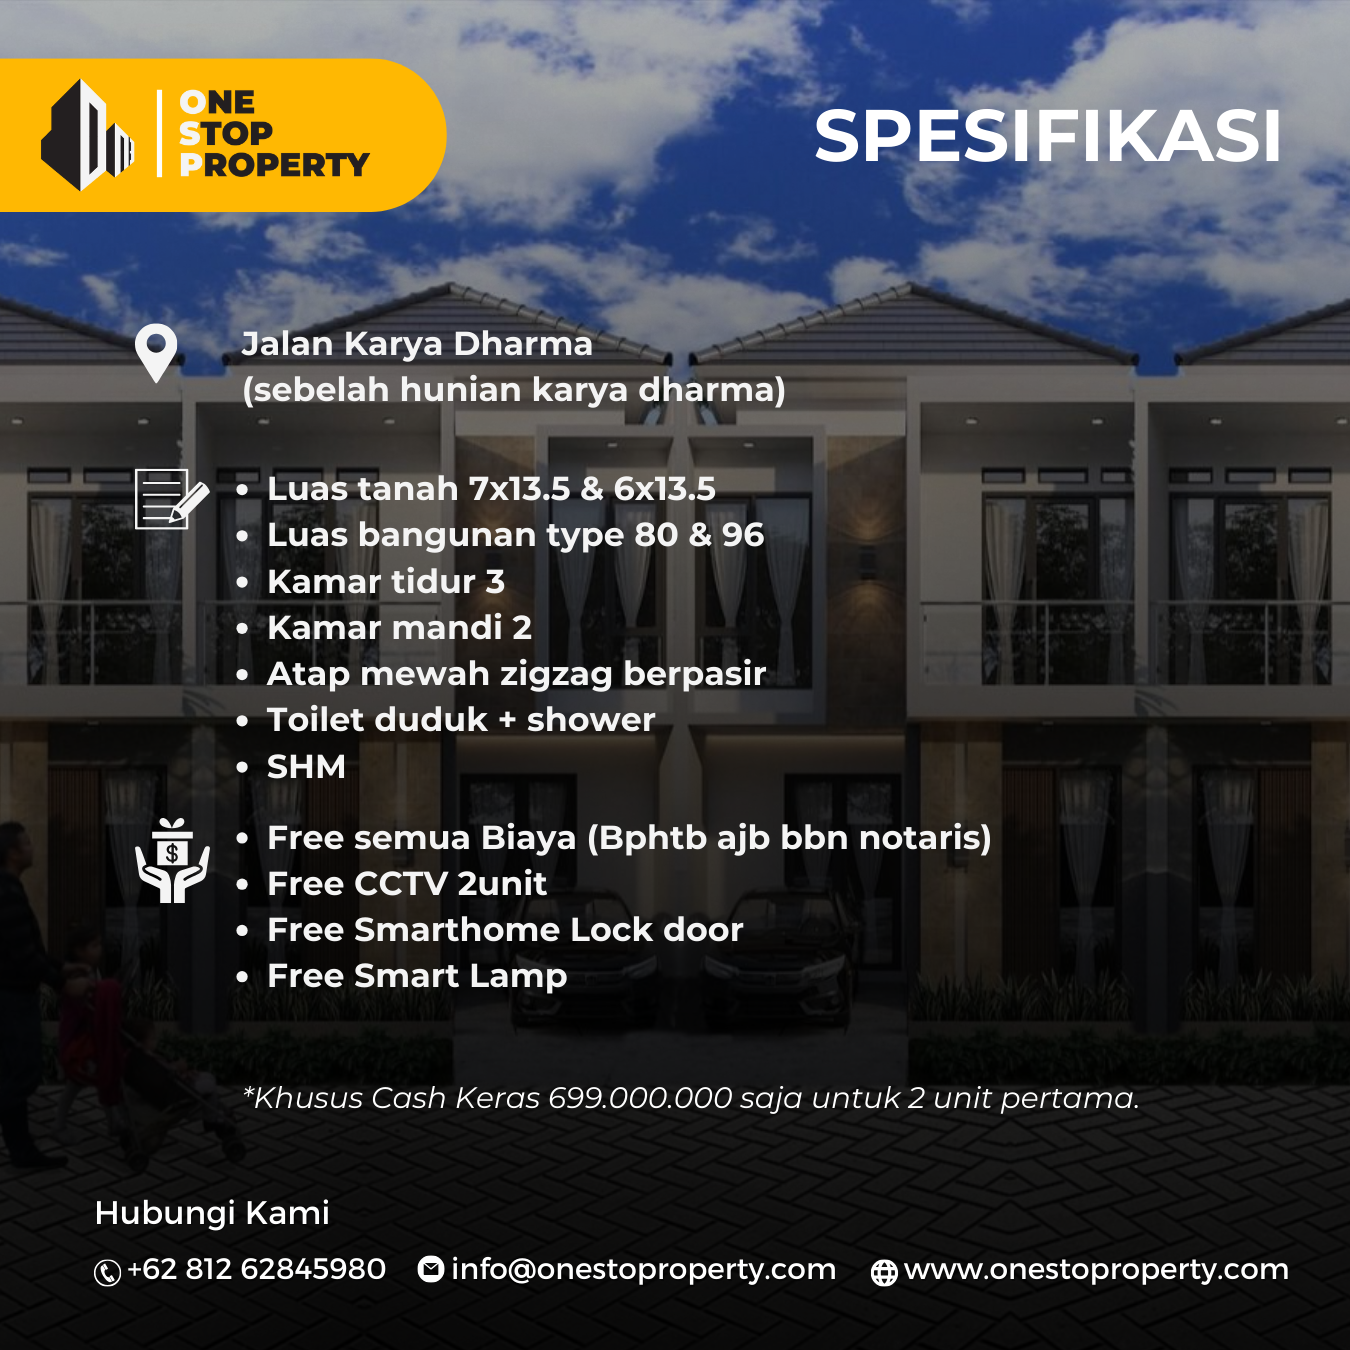 ONE
STOP
PROPERTY
SPESIFIKASI
Jalan Karya Dharma
(sebelah hunian karya dharma)
• Luas tanah 7x13.5 & 6x13.5
• Luas bangunan type 80 & 96
• Kamar tidur 3
• Kamar mandi 2
• Atap mewah zigzag berpasir
• Toilet duduk + shower
• SHM
$
• Free semua Biaya (Bphtb ajb bbn notaris)
• Free CCTV 2unit
• Free Smarthome Lock door
• Free Smart Lamp
*Khusus Cash Keras 699.000.000 saja untuk 2 unit pertama.
Hubungi Kami
+62 812 62845980 info@onestoproperty.com www.onestoproperty.com